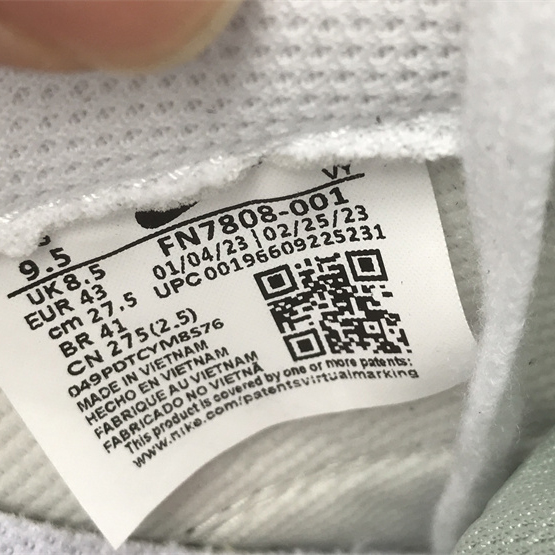 VY
9.5
UK 8.5
EUR 43
cm 27.5
BR 41
CN 275(2.5)
FN7808-001
01/04/23 | 02/25/23
UPC 00196609225231
049PDTCYMBS76
MADE IN VIETNAM
HECHO EN VIETNAM
FABRIQUE AU VIETNAM
FABRICADO NO VIETNÃ
This product is covered by one or more patents:
www.nike.com/patentsvirtualmarking